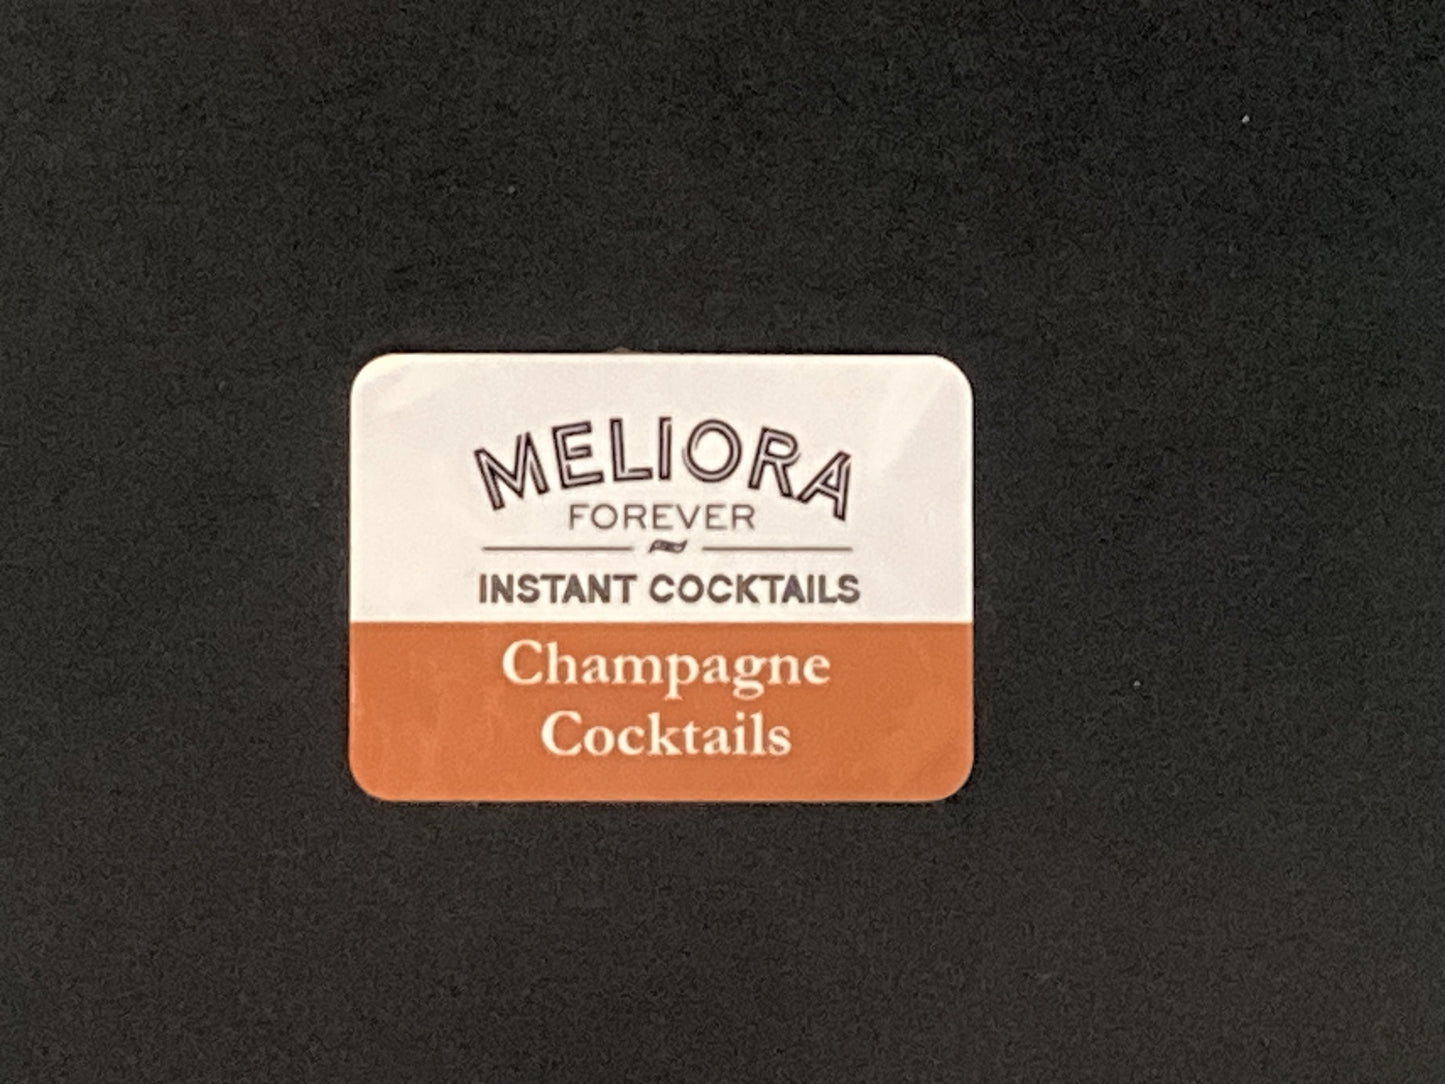 MELIORA
FOREVER
INSTANT COCKTAILS
Champagne
Cocktails